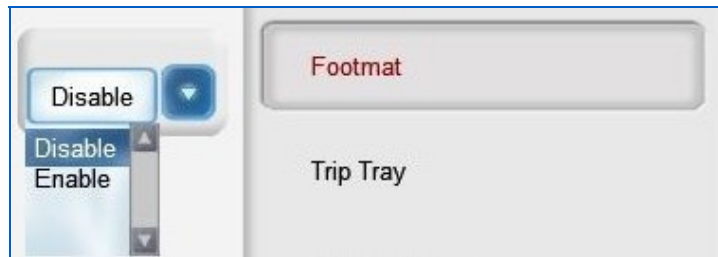 Disable
Disable
Enable
Footmat
Trip Tray